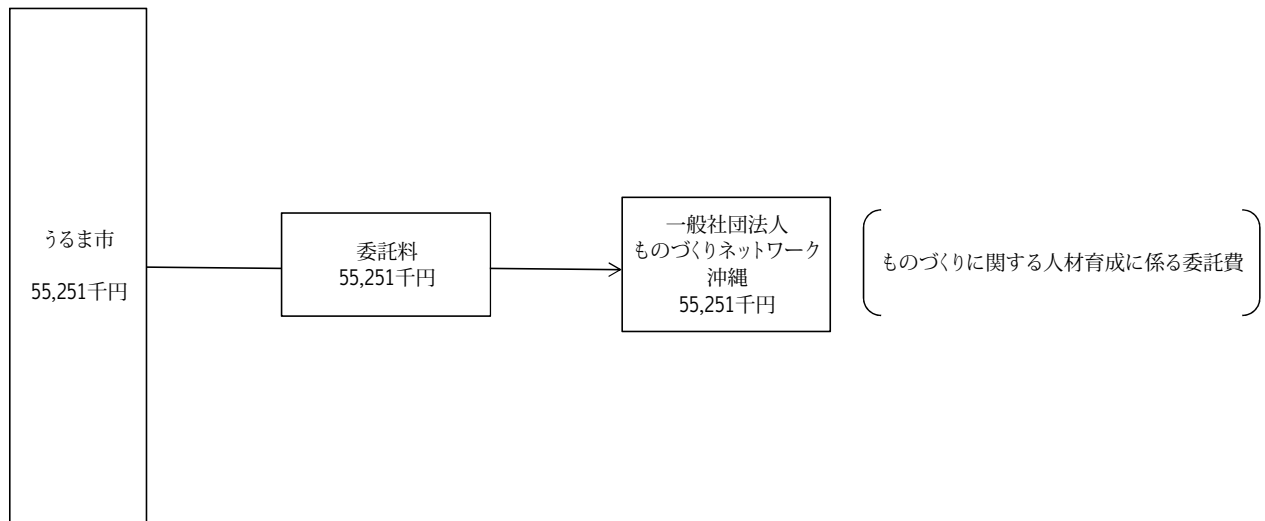 うるま市
55,251千円
委託料
55,251千円
一般社団法人
ものづくりネットワーク
沖縄
55,251千円
ものづくりに関する人材育成に係る委託費